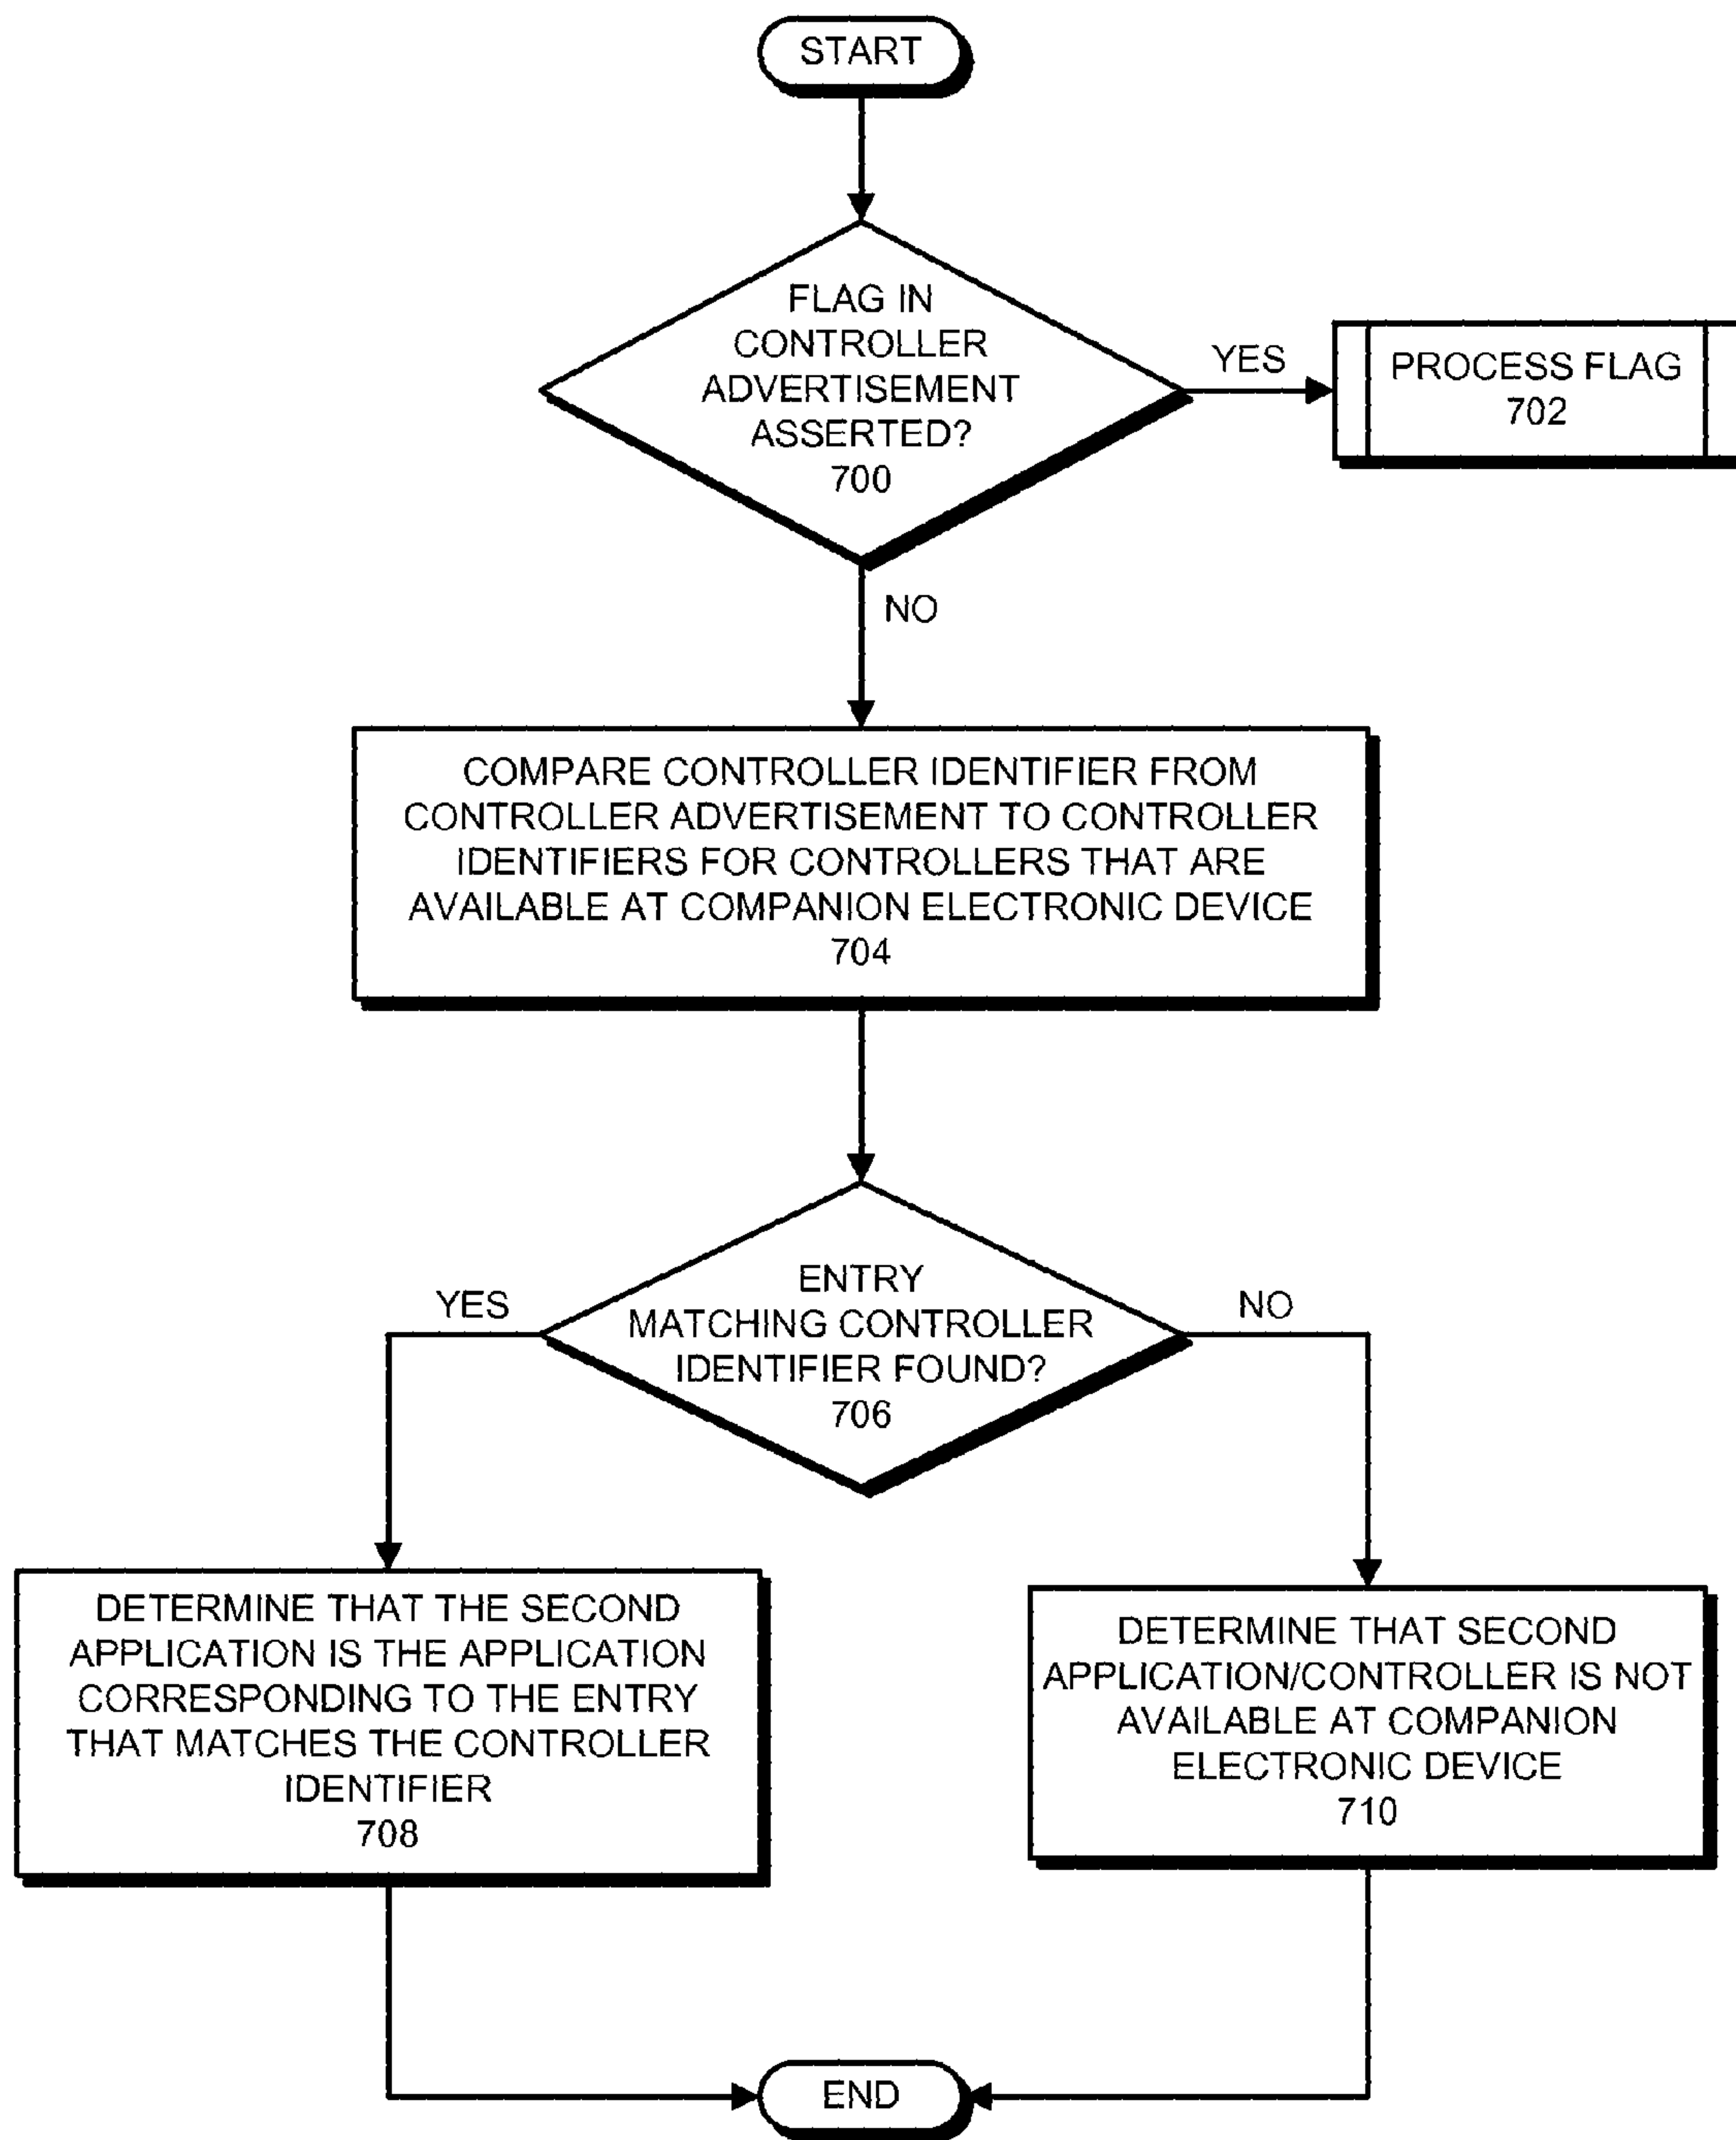 START
FLAG IN
CONTROLLER
ADVERTISEMENT
ASSERTED?
700
YES
PROCESS FLAG
702
NO
COMPARE CONTROLLER IDENTIFIER FROM
CONTROLLER ADVERTISEMENT TO CONTROLLER
IDENTIFIERS FOR CONTROLLERS THAT ARE
AVAILABLE AT COMPANION ELECTRONIC DEVICE
704
ENTRY
MATCHING CONTROLLER
IDENTIFIER FOUND?
706
YES
NO
DETERMINE THAT THE SECOND
APPLICATION IS THE APPLICATION
CORRESPONDING TO THE ENTRY
THAT MATCHES THE CONTROLLER
IDENTIFIER
708
DETERMINE THAT SECOND
APPLICATION/CONTROLLER IS NOT
AVAILABLE AT COMPANION
ELECTRONIC DEVICE
710
END